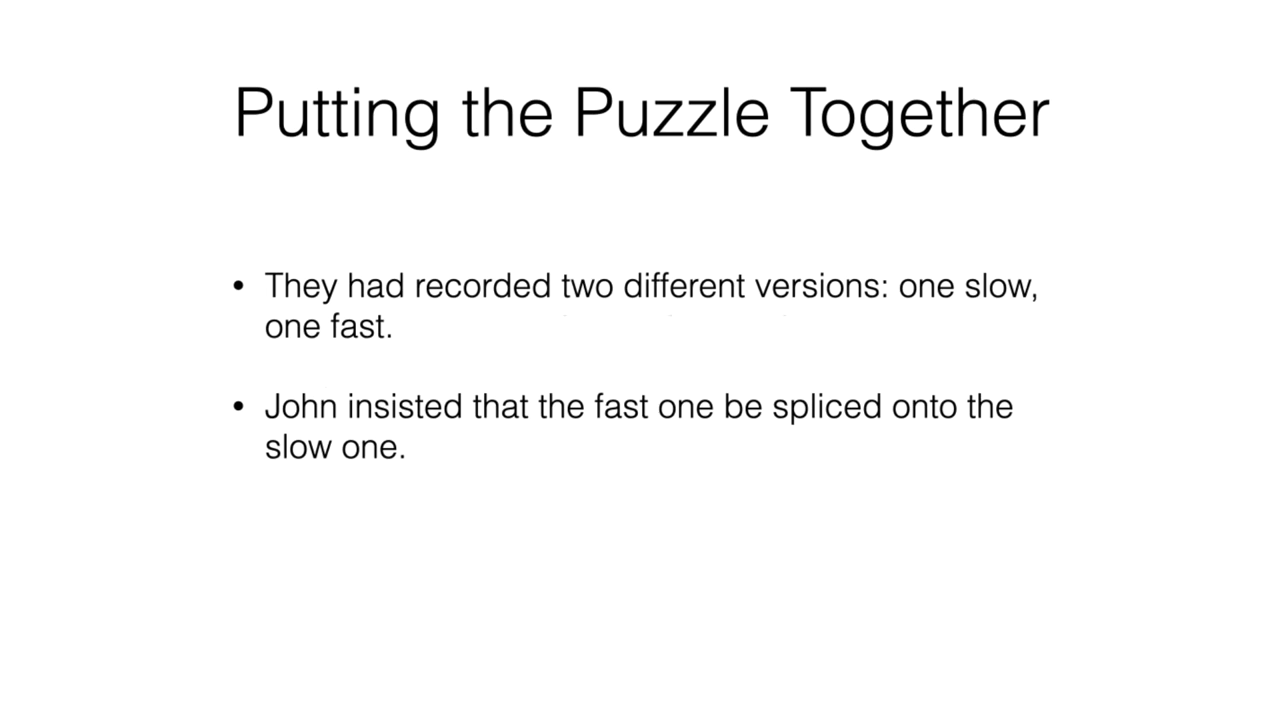 Putting the Puzzle Together
• They had recorded two different versions: one slow,
one fast.
• John insisted that the fast one be spliced onto the
slow one.